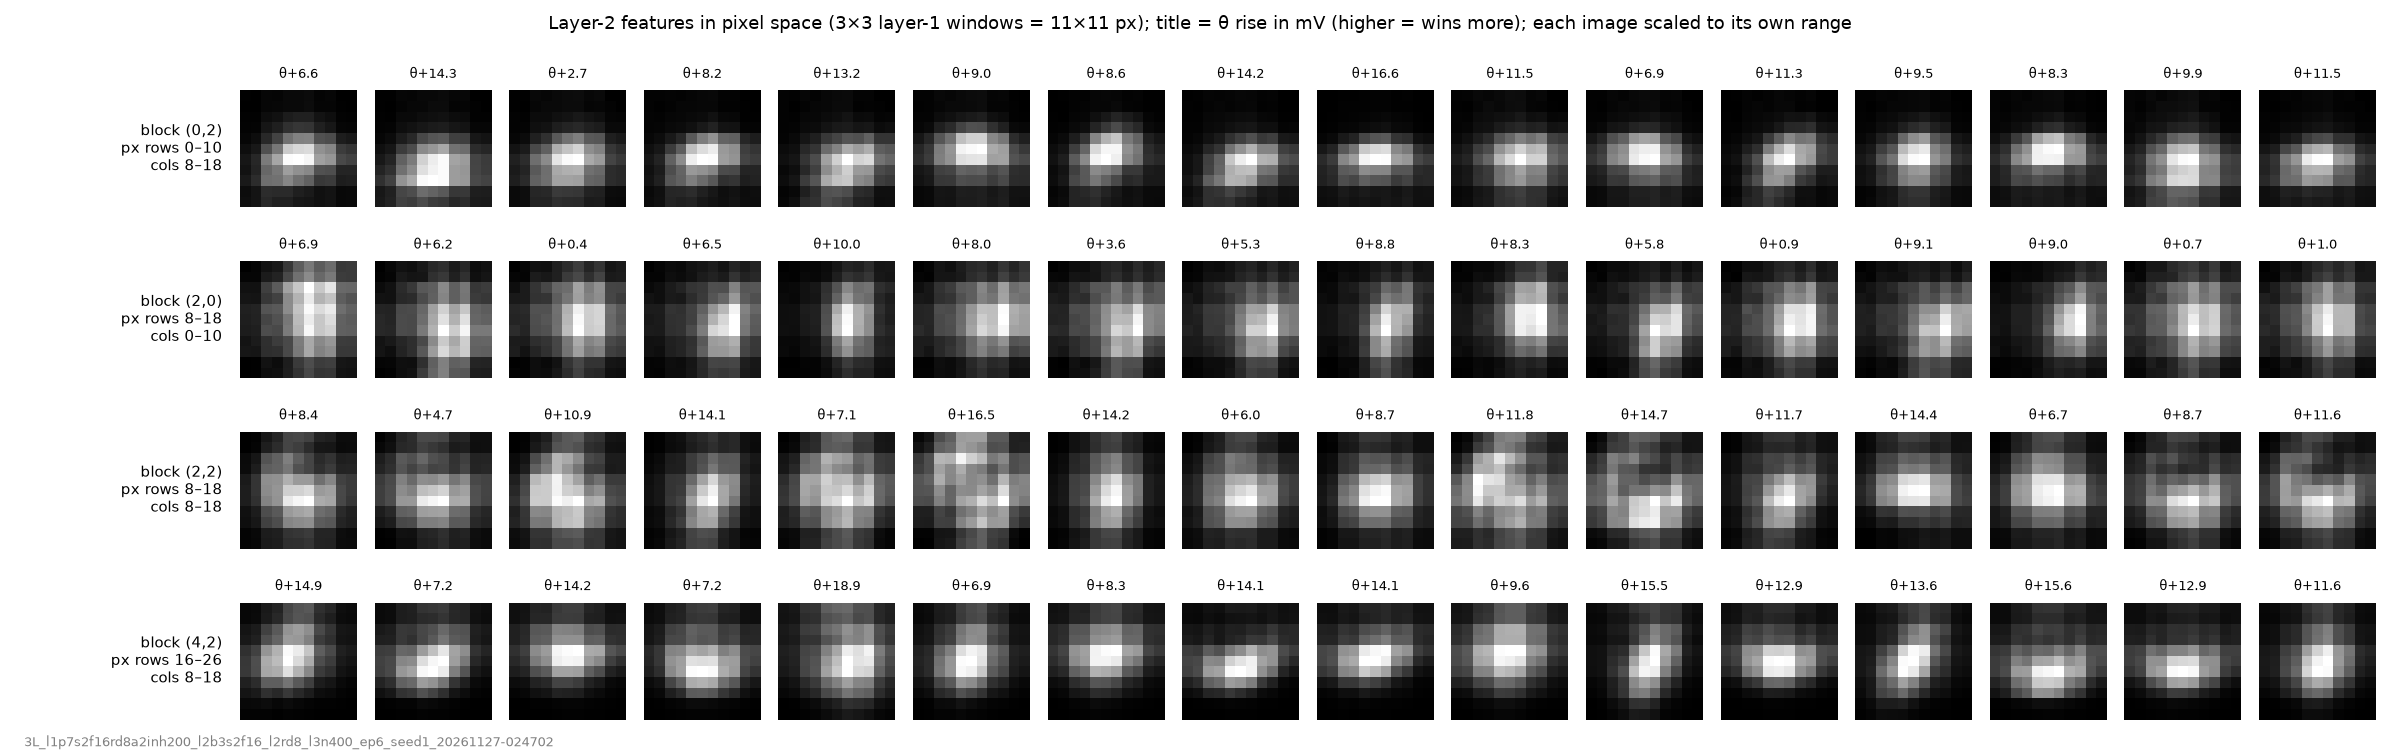 Layer-2 features in pixel space (3×3 layer-1 windows = 11×11 px); title = θ rise in mV (higher = wins more); each image scaled to its own range
θ+6.6 θ+14.3 θ+2.7 θ+8.2 θ+13.2 θ+9.0 θ+8.6 θ+14.2 θ+16.6 θ+11.5 θ+6.9 θ+11.3 θ+9.5 θ+8.3 θ+9.9 θ+11.5
block (0,2)
px rows 0–10
cols 8–18
θ+6.9 θ+6.2 θ+0.4 θ+6.5 θ+10.0 θ+8.0 θ+3.6 θ+5.3 θ+8.8 θ+8.3 θ+5.8 θ+0.9 θ+9.1 θ+9.0 θ+0.7 θ+1.0
block (2,0)
px rows 8–18
cols 0–10
θ+8.4 θ+4.7 θ+10.9 θ+14.1 θ+7.1 θ+16.5 θ+14.2 θ+6.0 θ+8.7 θ+11.8 θ+14.7 θ+11.7 θ+14.4 θ+6.7 θ+8.7 θ+11.6
block (2,2)
px rows 8–18
cols 8–18
θ+14.9 θ+7.2 θ+14.2 θ+7.2 θ+18.9 θ+6.9 θ+8.3 θ+14.1 θ+14.1 θ+9.6 θ+15.5 θ+12.9 θ+13.6 θ+15.6 θ+12.9 θ+11.6
block (4,2)
px rows 16–26
cols 8–18
3L_l1p7s2f16rd8a2inh200_l2b3s2f16_l2rd8_l3n400_ep6_seed1_20261127-024702